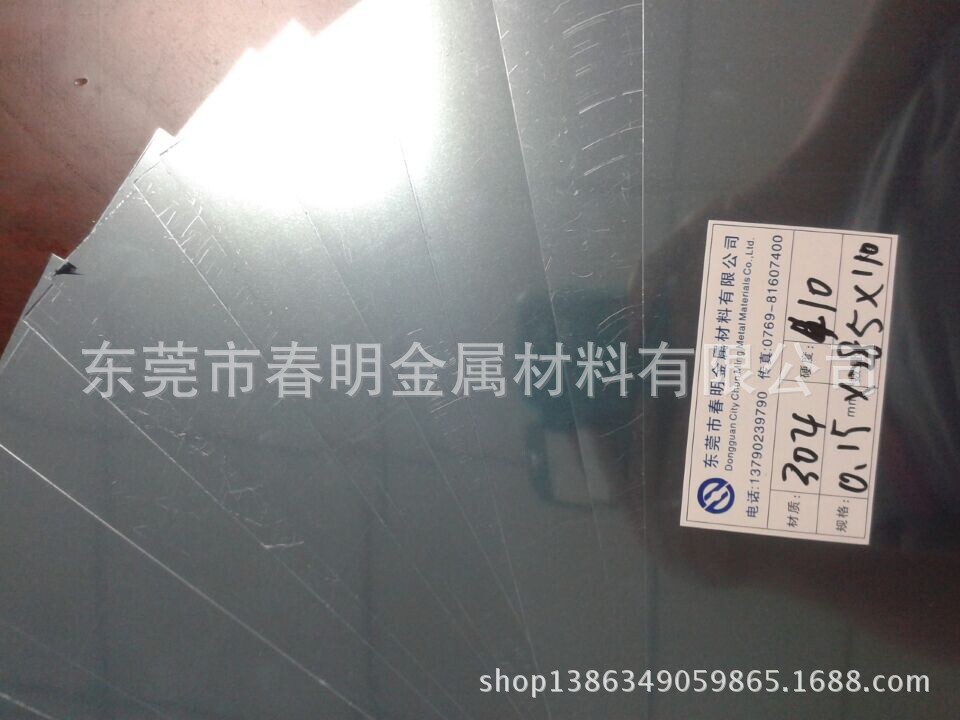 东莞市春明金属材料有限公司
Dongguan City Chun Ming Metal Materials Co., Ltd.
电话:13790239790 传真:0769-81607400
材质: 304 硬度: 10
规格: 0.15 mm X
东莞市春明金属材料有限公司
shop1386349059865.1688.com